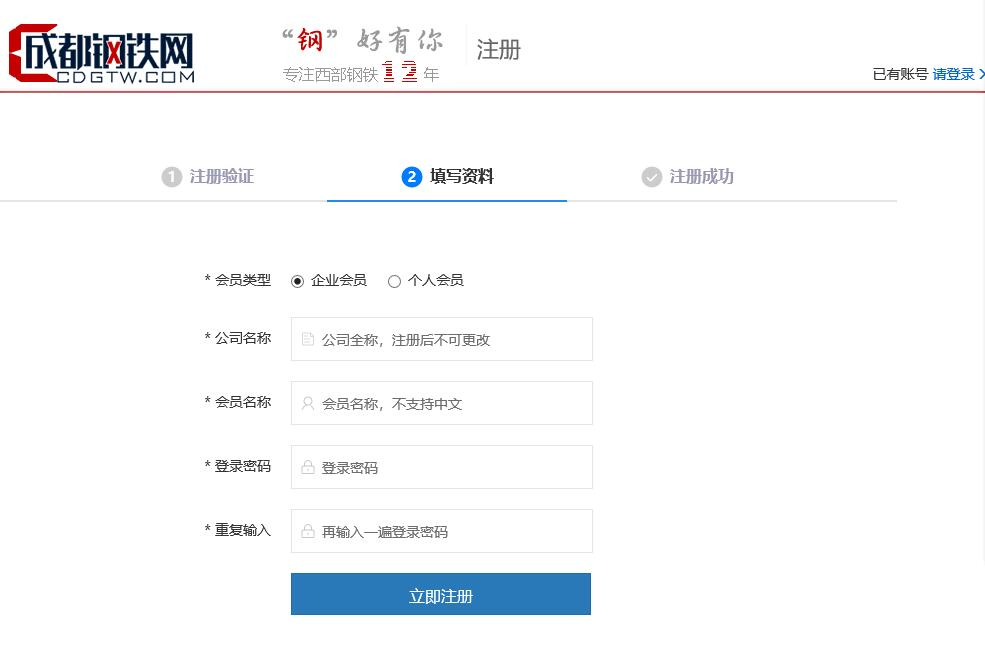 成都钢铁网
CDGTW.COM
“钢” 好有你
专注西部钢铁12年
注册
已有账号 请登录 >
1 注册验证
2 填写资料
注册成功
* 会员类型 企业会员 个人会员
* 公司名称 公司全称，注册后不可更改
* 会员名称 会员名称，不支持中文
* 登录密码 登录密码
* 重复输入 再输入一遍登录密码
立即注册